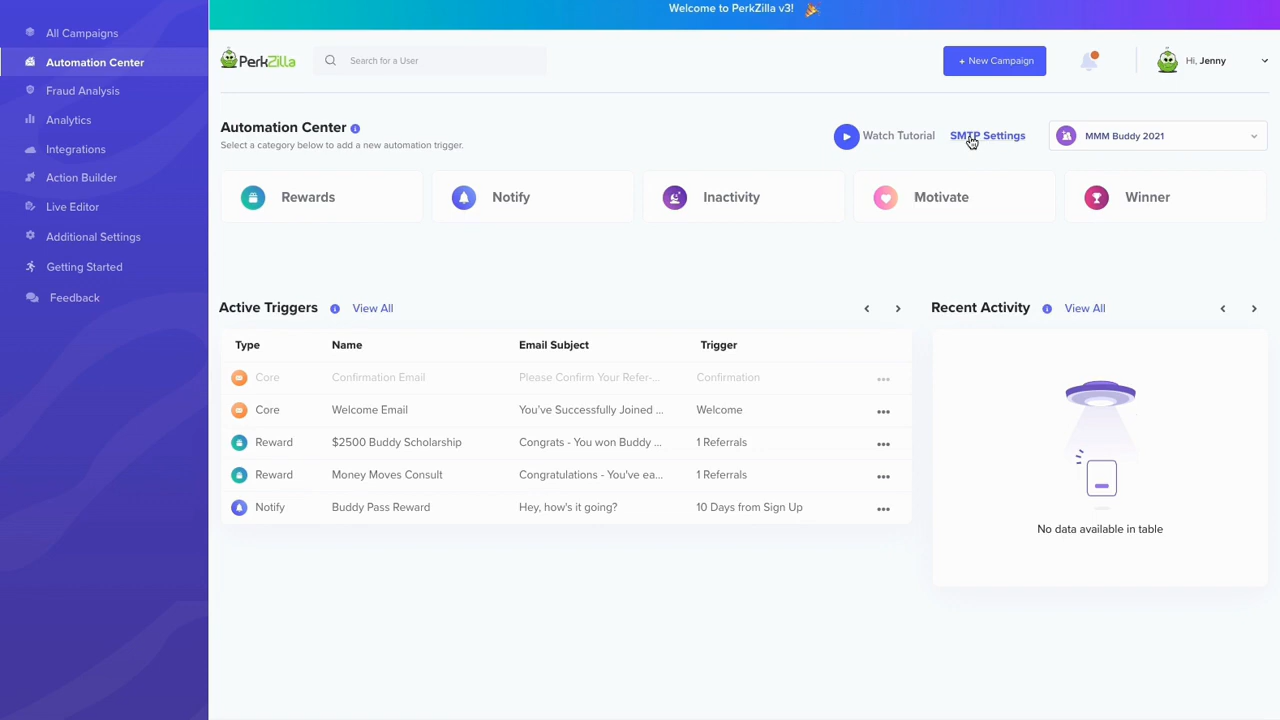 Welcome to PerkZilla v3!
All Campaigns
Automation Center
Fraud Analysis
Analytics
Integrations
Action Builder
Live Editor
Additional Settings
Getting Started
Feedback
PerkZilla
Search for a User
+ New Campaign
Hi, Jenny
Automation Center
Select a category below to add a new automation trigger.
Watch Tutorial
SMTP Settings
MMM Buddy 2021
Rewards
Notify
Inactivity
Motivate
Winner
Active Triggers View All
Type Name Email Subject Trigger
Core Confirmation Email Please Confirm Your Refer-... Confirmation
Core Welcome Email You've Successfully Joined ... Welcome
Reward $2500 Buddy Scholarship Congrats - You won Buddy ... 1 Referrals
Reward Money Moves Consult Congratulations - You've ea... 1 Referrals
Notify Buddy Pass Reward Hey, how's it going? 10 Days from Sign Up
Recent Activity View All
No data available in table